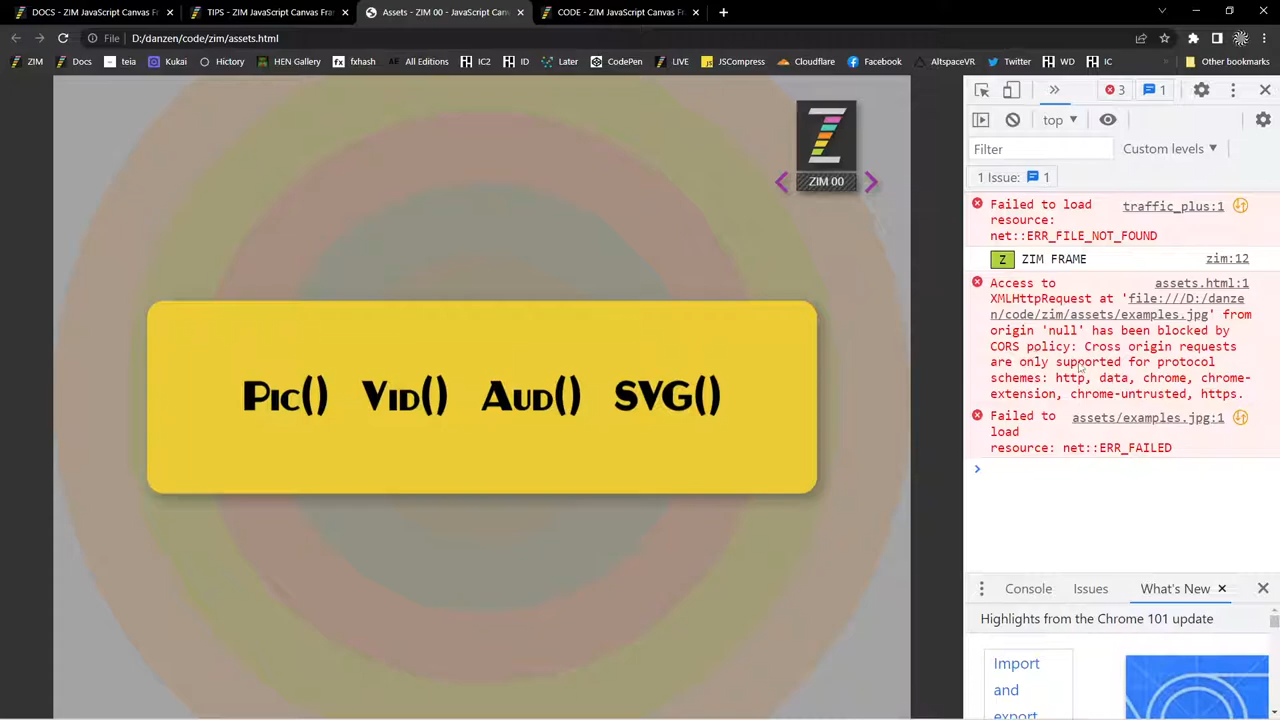 DOCS - ZIM JavaScript Canvas Fr
TIPS - ZIM JavaScript Canvas Fran
Assets - ZIM 00 - JavaScript Canv
CODE - ZIM JavaScript Canvas Fr
File
D:/danzen/code/zim/assets.html
ZIM
Docs
teia
Kukai
Hictory
HEN Gallery
fxhash
All Editions
IC2
ID
Later
CodePen
LIVE
JSCompress
Cloudflare
Facebook
AltspaceVR
Twitter
WD
IC
Other bookmarks
ZIM 00
Pic() Vid() Aud() SVG()
3
1
top
Filter
Custom levels
1 Issue: 1
Failed to load traffic_plus:1
resource:
net::ERR_FILE_NOT_FOUND
Z ZIM FRAME zim:12
Access to assets.html:1
XMLHttpRequest at 'file:///D:/danze
n/code/zim/assets/examples.jpg' from
origin 'null' has been blocked by
CORS policy: Cross origin requests
are only supported for protocol
schemes: http, data, chrome, chrome-
extension, chrome-untrusted, https.
Failed to assets/examples.jpg:1
load
resource: net::ERR_FAILED
Console
Issues
What's New
Highlights from the Chrome 101 update
Import
and
export